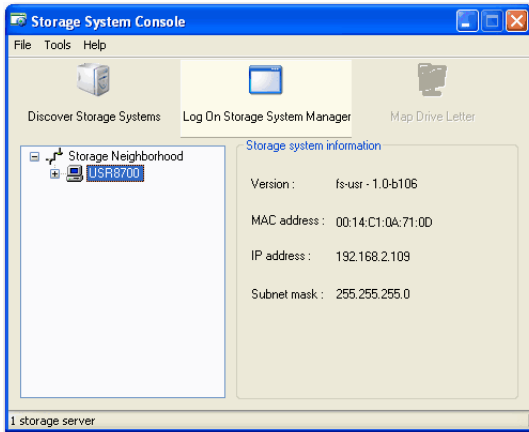 Storage System Console
File Tools Help
Discover Storage Systems
Log On Storage System Manager
Map Drive Letter
Storage Neighborhood
USR8700
Storage system information
Version : fs-usr - 1.0-b106
MAC address : 00:14:C1:0A:71:0D
IP address : 192.168.2.109
Subnet mask : 255.255.255.0
1 storage server